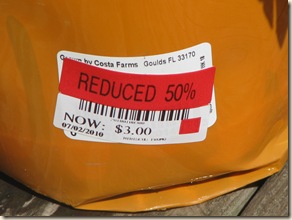 Grown by Costa Farms Goulds FL 33170
REDUCED 50%
NOW: $3.00
07/02/2010